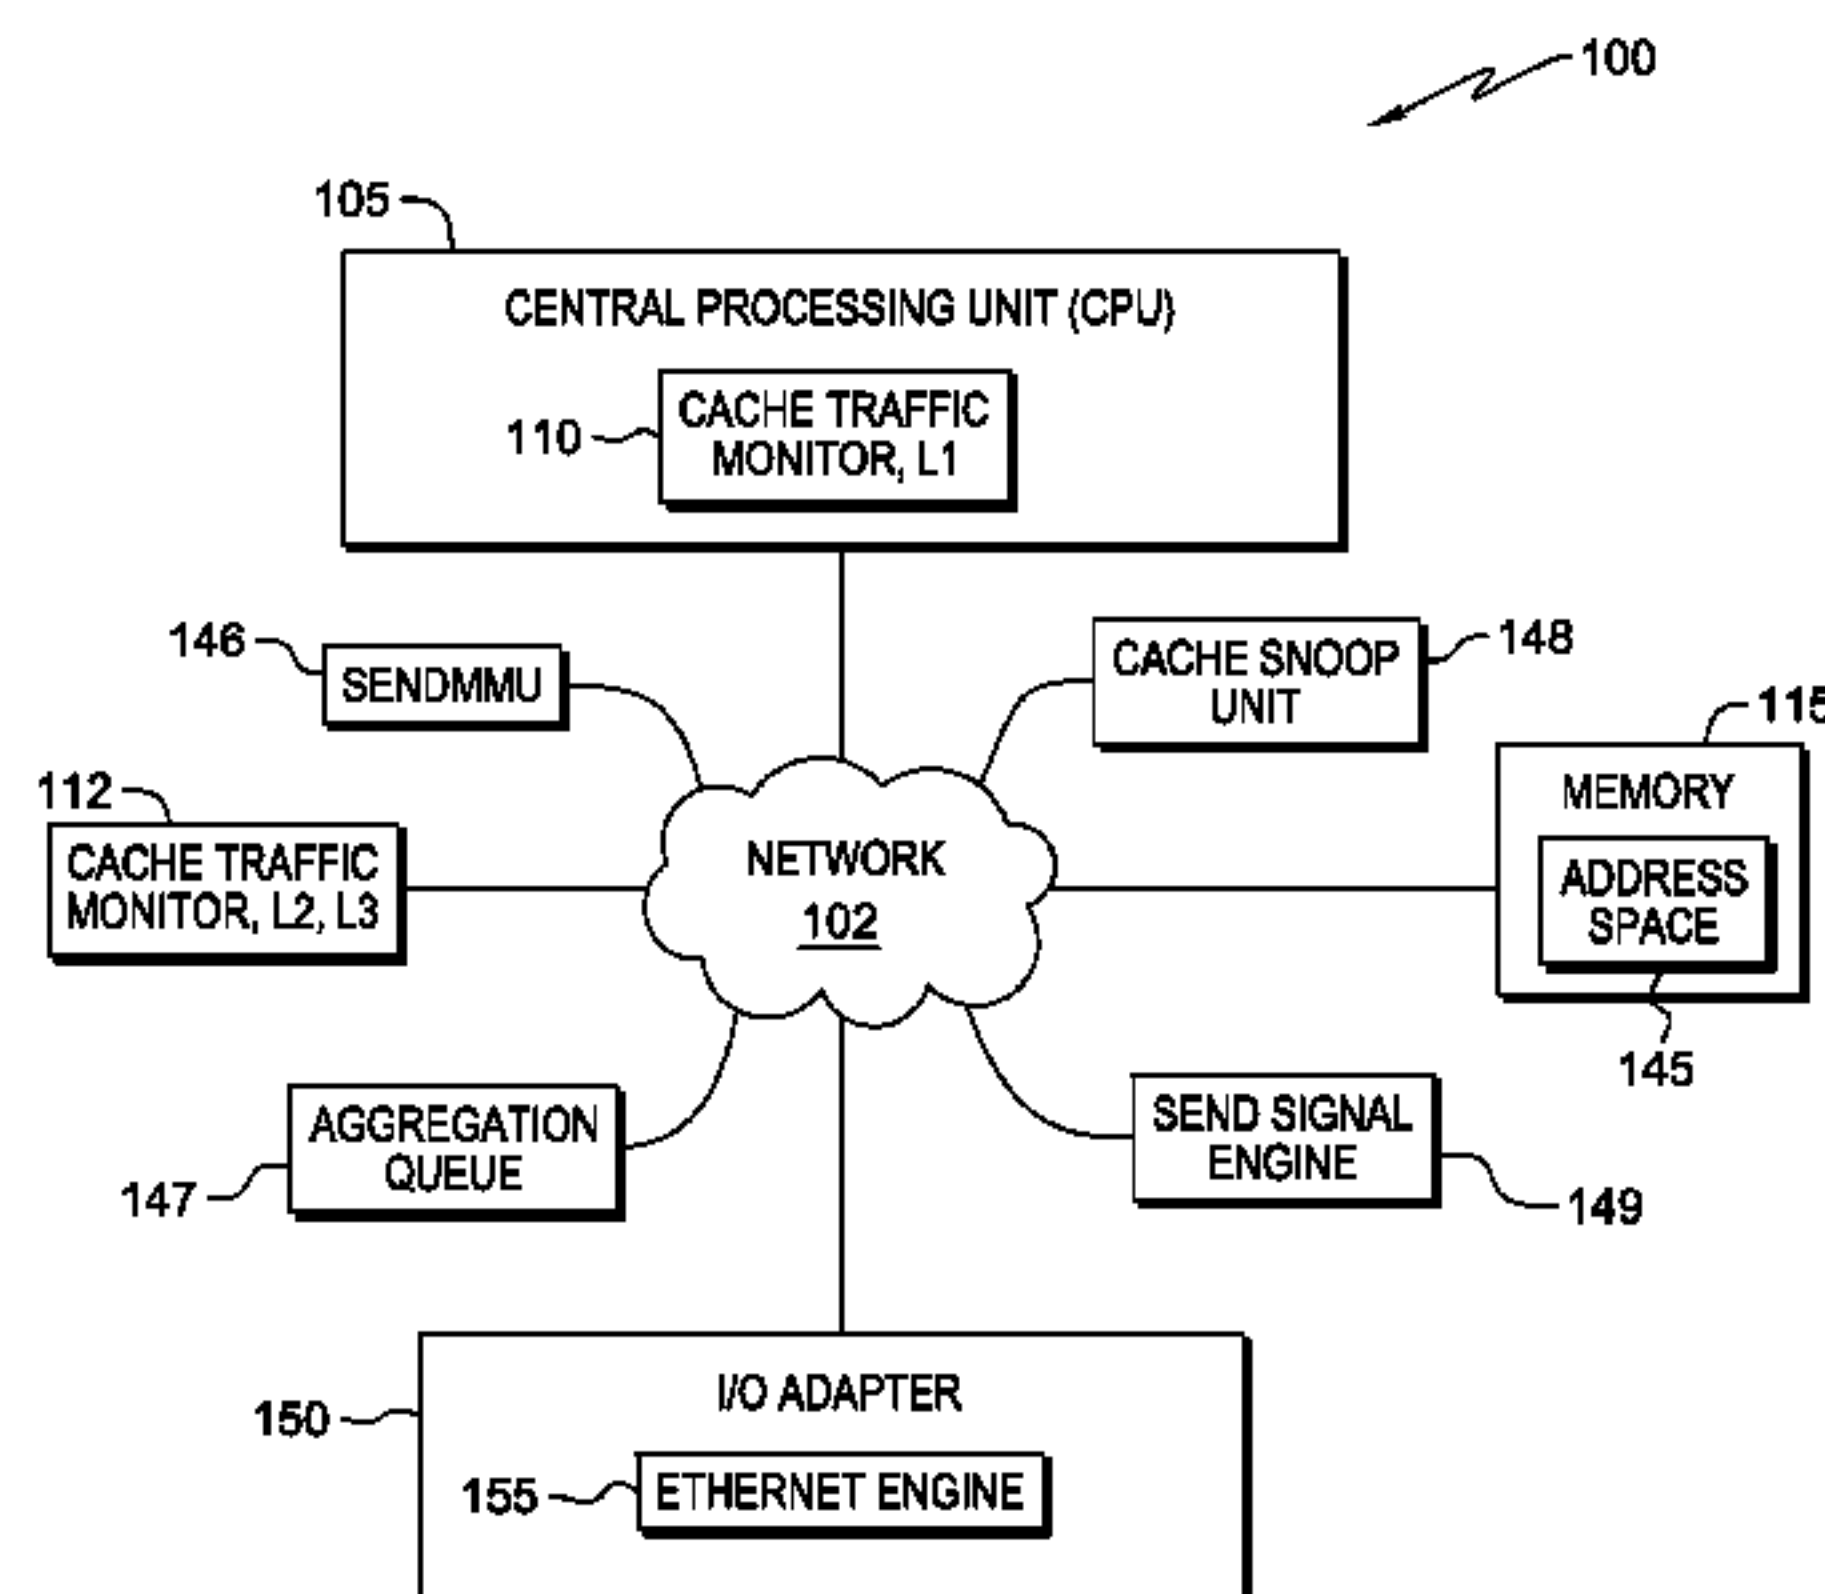 100
105
CENTRAL PROCESSING UNIT (CPU)
110
CACHE TRAFFIC
MONITOR, L1
146
SENDMMU
CACHE SNOOP
UNIT
148
115
112
CACHE TRAFFIC
MONITOR, L2, L3
NETWORK
102
MEMORY
ADDRESS
SPACE
145
AGGREGATION
QUEUE
147
SEND SIGNAL
ENGINE
149
I/O ADAPTER
150
155
ETHERNET ENGINE